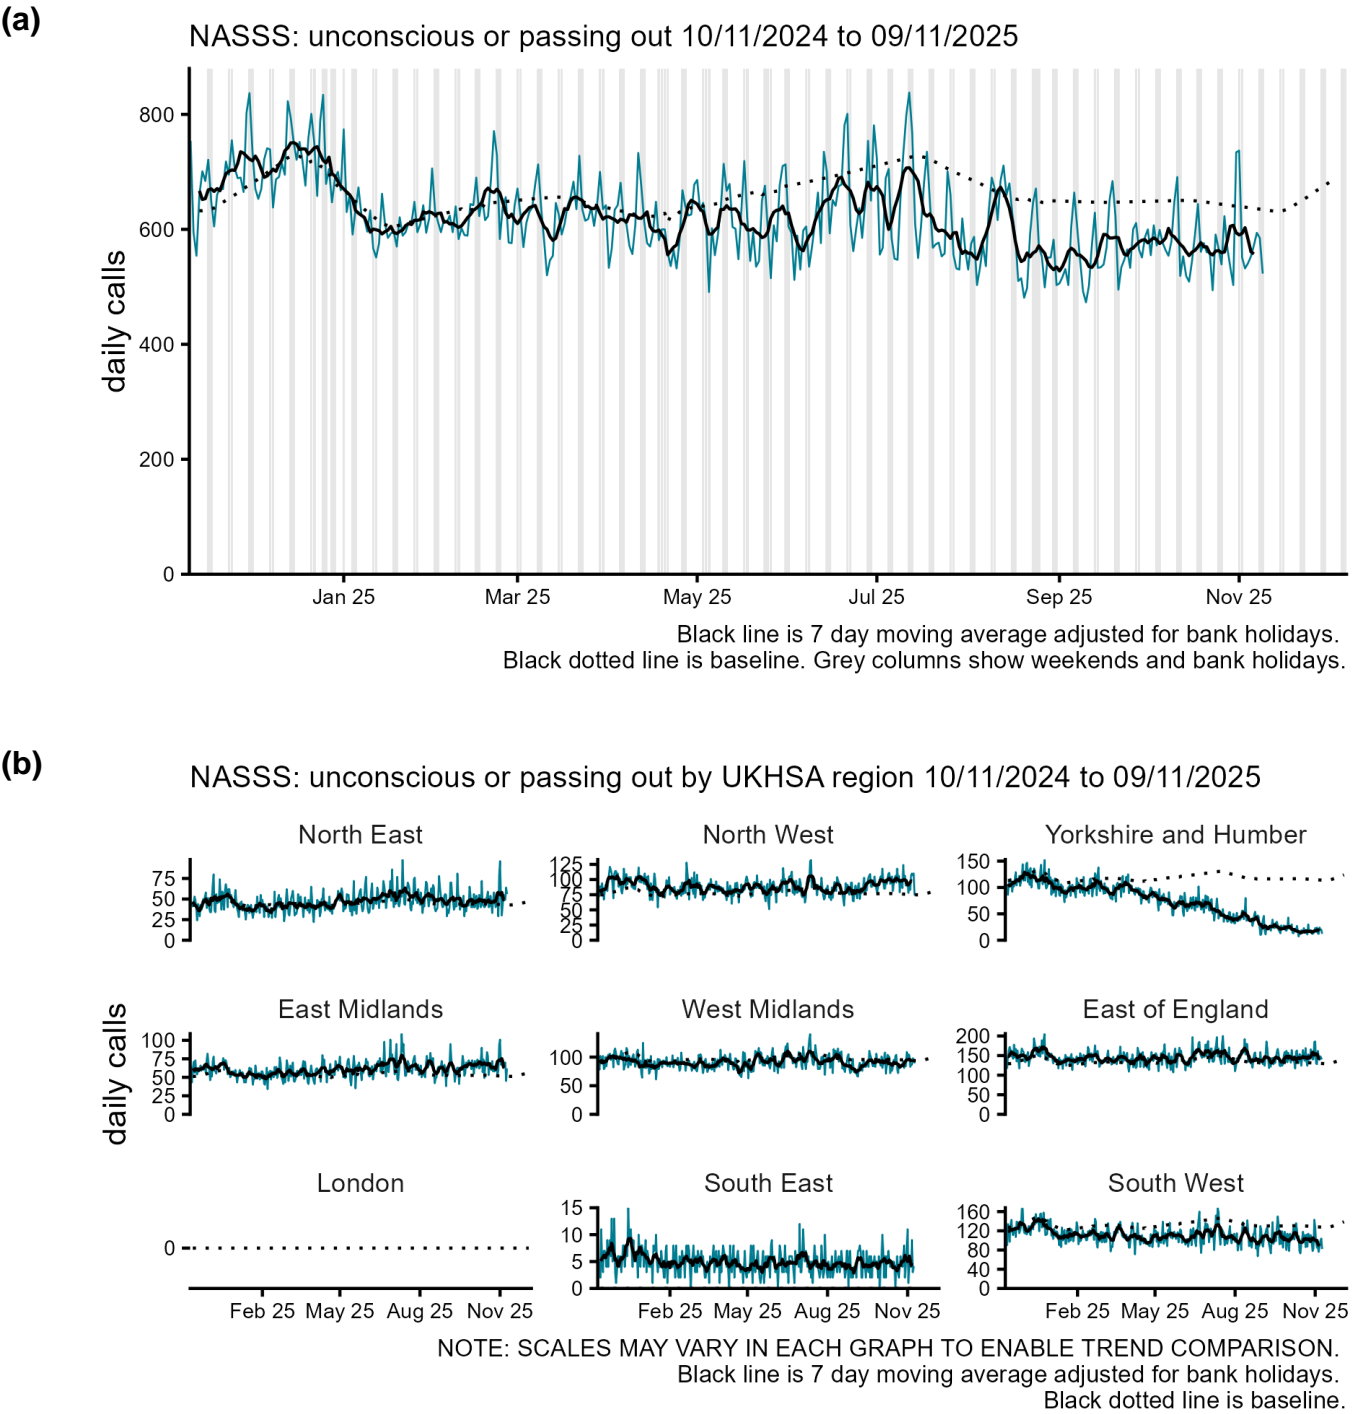 (a)
NASSS: unconscious or passing out 10/11/2024 to 09/11/2025
daily calls
800
600
400
200
0
Jan 25 Mar 25 May 25 Jul 25 Sep 25 Nov 25
Black line is 7 day moving average adjusted for bank holidays.
Black dotted line is baseline. Grey columns show weekends and bank holidays.
(b)
NASSS: unconscious or passing out by UKHSA region 10/11/2024 to 09/11/2025
daily calls
North East
75
50
25
0
North West
125
100
75
50
25
0
Yorkshire and Humber
150
100
50
0
East Midlands
100
75
50
25
0
West Midlands
100
50
0
East of England
200
150
100
50
0
London
0
Feb 25 May 25 Aug 25 Nov 25
South East
15
10
5
0
Feb 25 May 25 Aug 25 Nov 25
South West
160
120
80
40
0
Feb 25 May 25 Aug 25 Nov 25
NOTE: SCALES MAY VARY IN EACH GRAPH TO ENABLE TREND COMPARISON.
Black line is 7 day moving average adjusted for bank holidays.
Black dotted line is baseline.